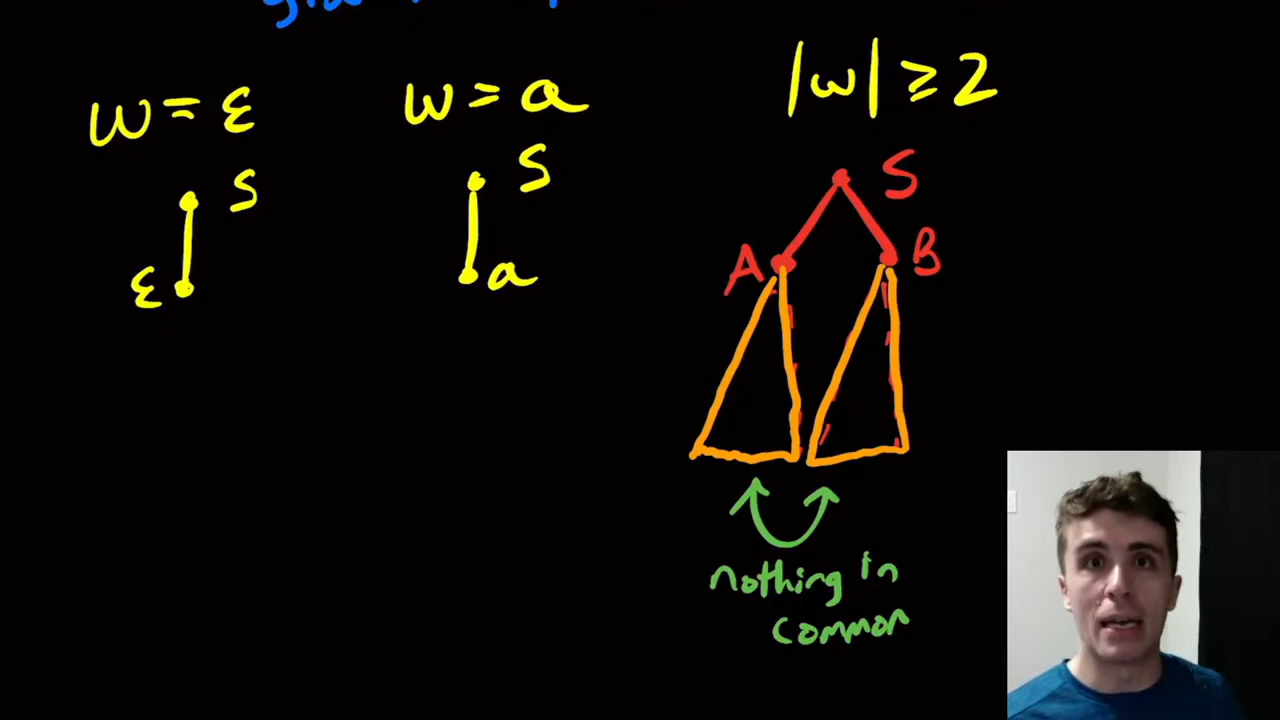 w = ε
w = a
|w| ≥ 2
S
S
S
ε
a
A
B
nothing in
common